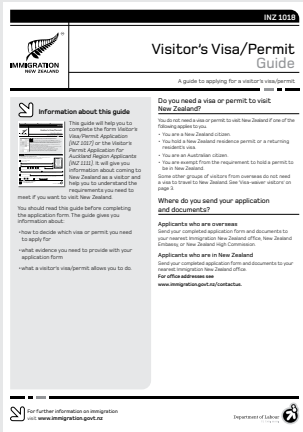 INZ 1018
IMMIGRATION
NEW ZEALAND
Visitor's Visa/Permit
Guide
A guide to applying for a visitor's visa/permit
Information about this guide
This guide will help you to
complete the form Visitor's
Visa/Permit Application
(INZ 1017) or the Visitor's
Permit Application for
Auckland Region Applicants
(INZ 1111). It will give you
information about coming to
New Zealand as a visitor and
help you to understand the
requirements you need to
meet if you want to visit New Zealand.
You should read this guide before completing
the application form. The guide gives you
information about:
• how to decide which visa or permit you need
to apply for
• what evidence you need to provide with your
application form
• what a visitor's visa/permit allows you to do.
Do you need a visa or permit to visit
New Zealand?
You do not need a visa or permit to visit New Zealand if one of the
following applies to you.
• You are a New Zealand citizen.
• You hold a New Zealand residence permit or a returning
resident's visa.
• You are an Australian citizen.
• You are exempt from the requirement to hold a permit to
be in New Zealand.
Some other groups of visitors from overseas do not need
a visa to travel to New Zealand. See 'Visa-waiver visitors' on
page 3.
Where do you send your application
and documents?
Applicants who are overseas
Send your completed application form and documents to
your nearest Immigration New Zealand office, New Zealand
Embassy, or New Zealand High Commission.
Applicants who are in New Zealand
Send your completed application form and documents to your
nearest Immigration New Zealand office.
For office addresses see
www.immigration.govt.nz/contactus.
For further information on immigration
visit www.immigration.govt.nz
Department of Labour